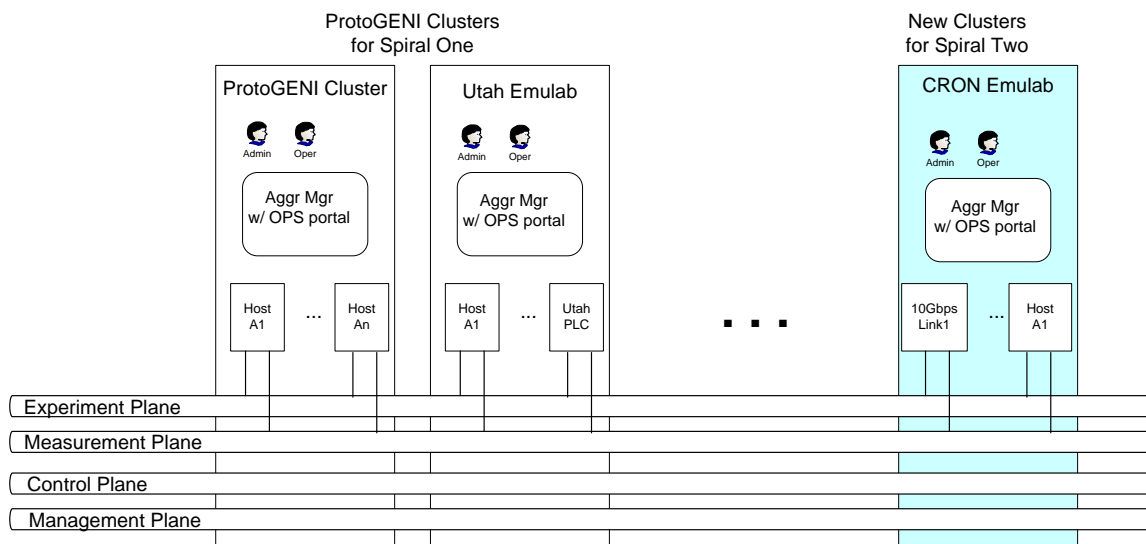 ProtoGENI Clusters
for Spiral One
New Clusters
for Spiral Two
ProtoGENI Cluster
Admin
Oper
Aggr Mgr
w/ OPS portal
Host
A1
...
Host
An
Utah Emulab
Admin
Oper
Aggr Mgr
w/ OPS portal
Host
A1
...
Utah
PLC
. . .
CRON Emulab
Admin
Oper
Aggr Mgr
w/ OPS portal
10Gbps
Link1
...
Host
A1
Experiment Plane
Measurement Plane
Control Plane
Management Plane